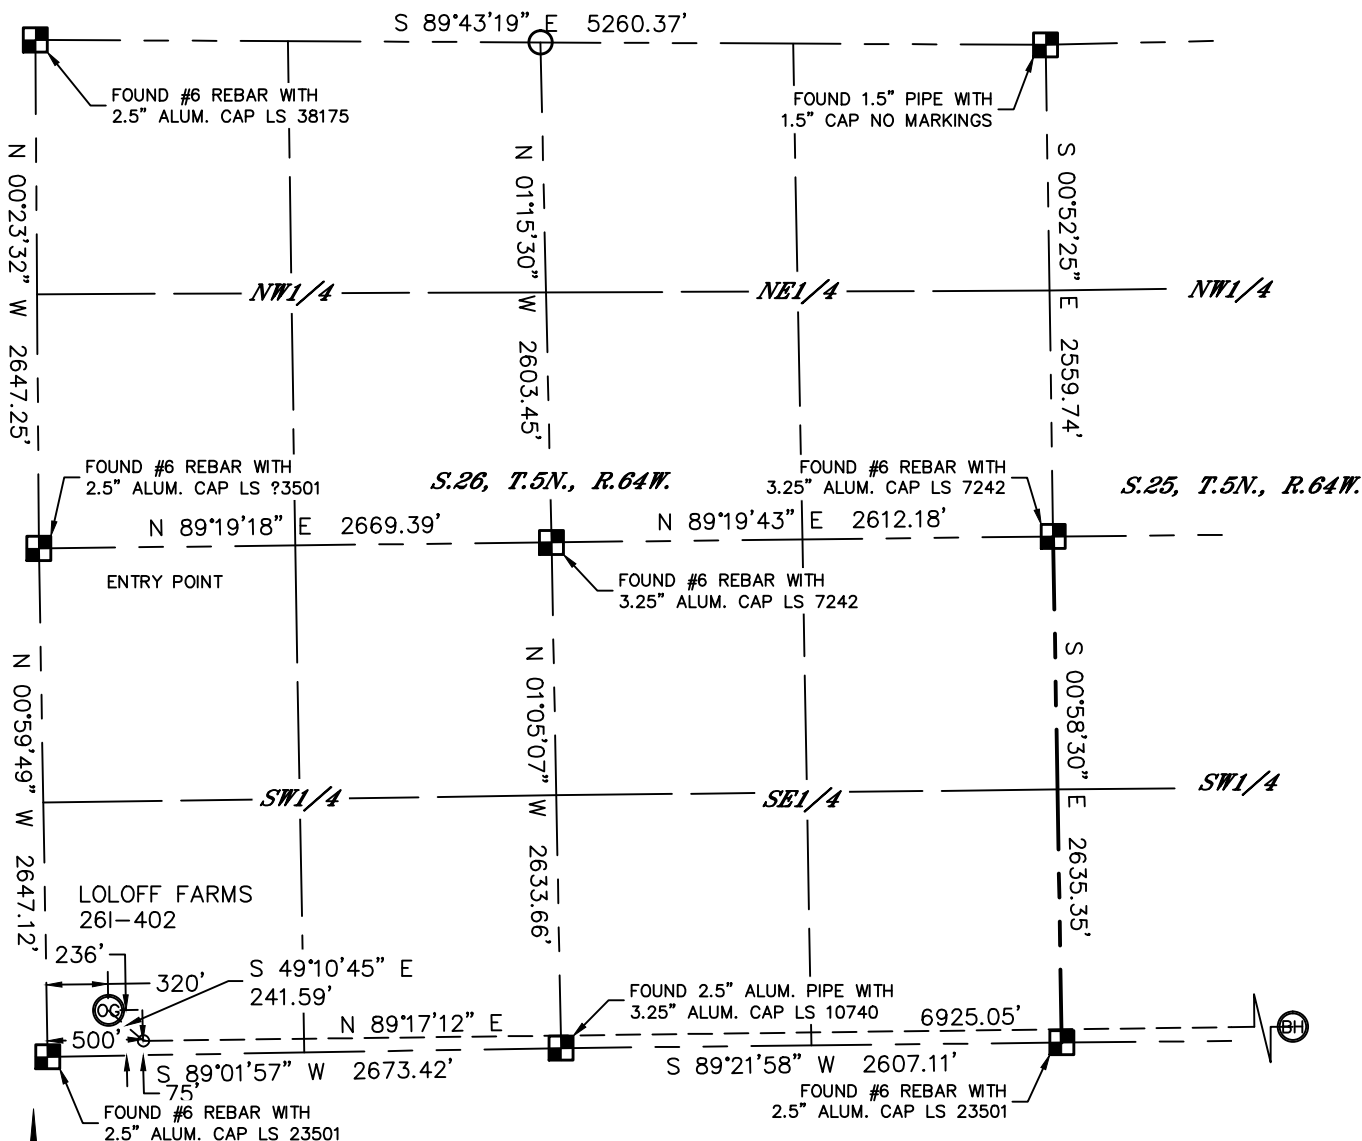 S 89°43'19" E 5260.37'
FOUND #6 REBAR WITH
2.5" ALUM. CAP LS 38175
FOUND 1.5" PIPE WITH
1.5" CAP NO MARKINGS
N 00°23'32" W 2647.25'
N 01°15'30" W 2603.45'
S 00°52'25" E 2559.74'
NW1/4
NE1/4
NW1/4
FOUND #6 REBAR WITH
2.5" ALUM. CAP LS ?3501
S.26, T.5N., R.64W.
FOUND #6 REBAR WITH
3.25" ALUM. CAP LS 7242
S.25, T.5N., R.64W.
N 89°19'18" E 2669.39'
N 89°19'43" E 2612.18'
ENTRY POINT
FOUND #6 REBAR WITH
3.25" ALUM. CAP LS 7242
N 00°59'49" W 2647.12'
N 01°05'07" W 2633.66'
S 00°58'30" E 2635.35'
SW1/4
SE1/4
SW1/4
LOLOFF FARMS
26I-402
236'
320'
S 49°10'45" E
241.59'
OG
500'
N 89°17'12" E
6925.05'
BH
FOUND 2.5" ALUM. PIPE WITH
3.25" ALUM. CAP LS 10740
S 89°01'57" W 2673.42'
S 89°21'58" W 2607.11'
75'
FOUND #6 REBAR WITH
2.5" ALUM. CAP LS 23501
FOUND #6 REBAR WITH
2.5" ALUM. CAP LS 23501